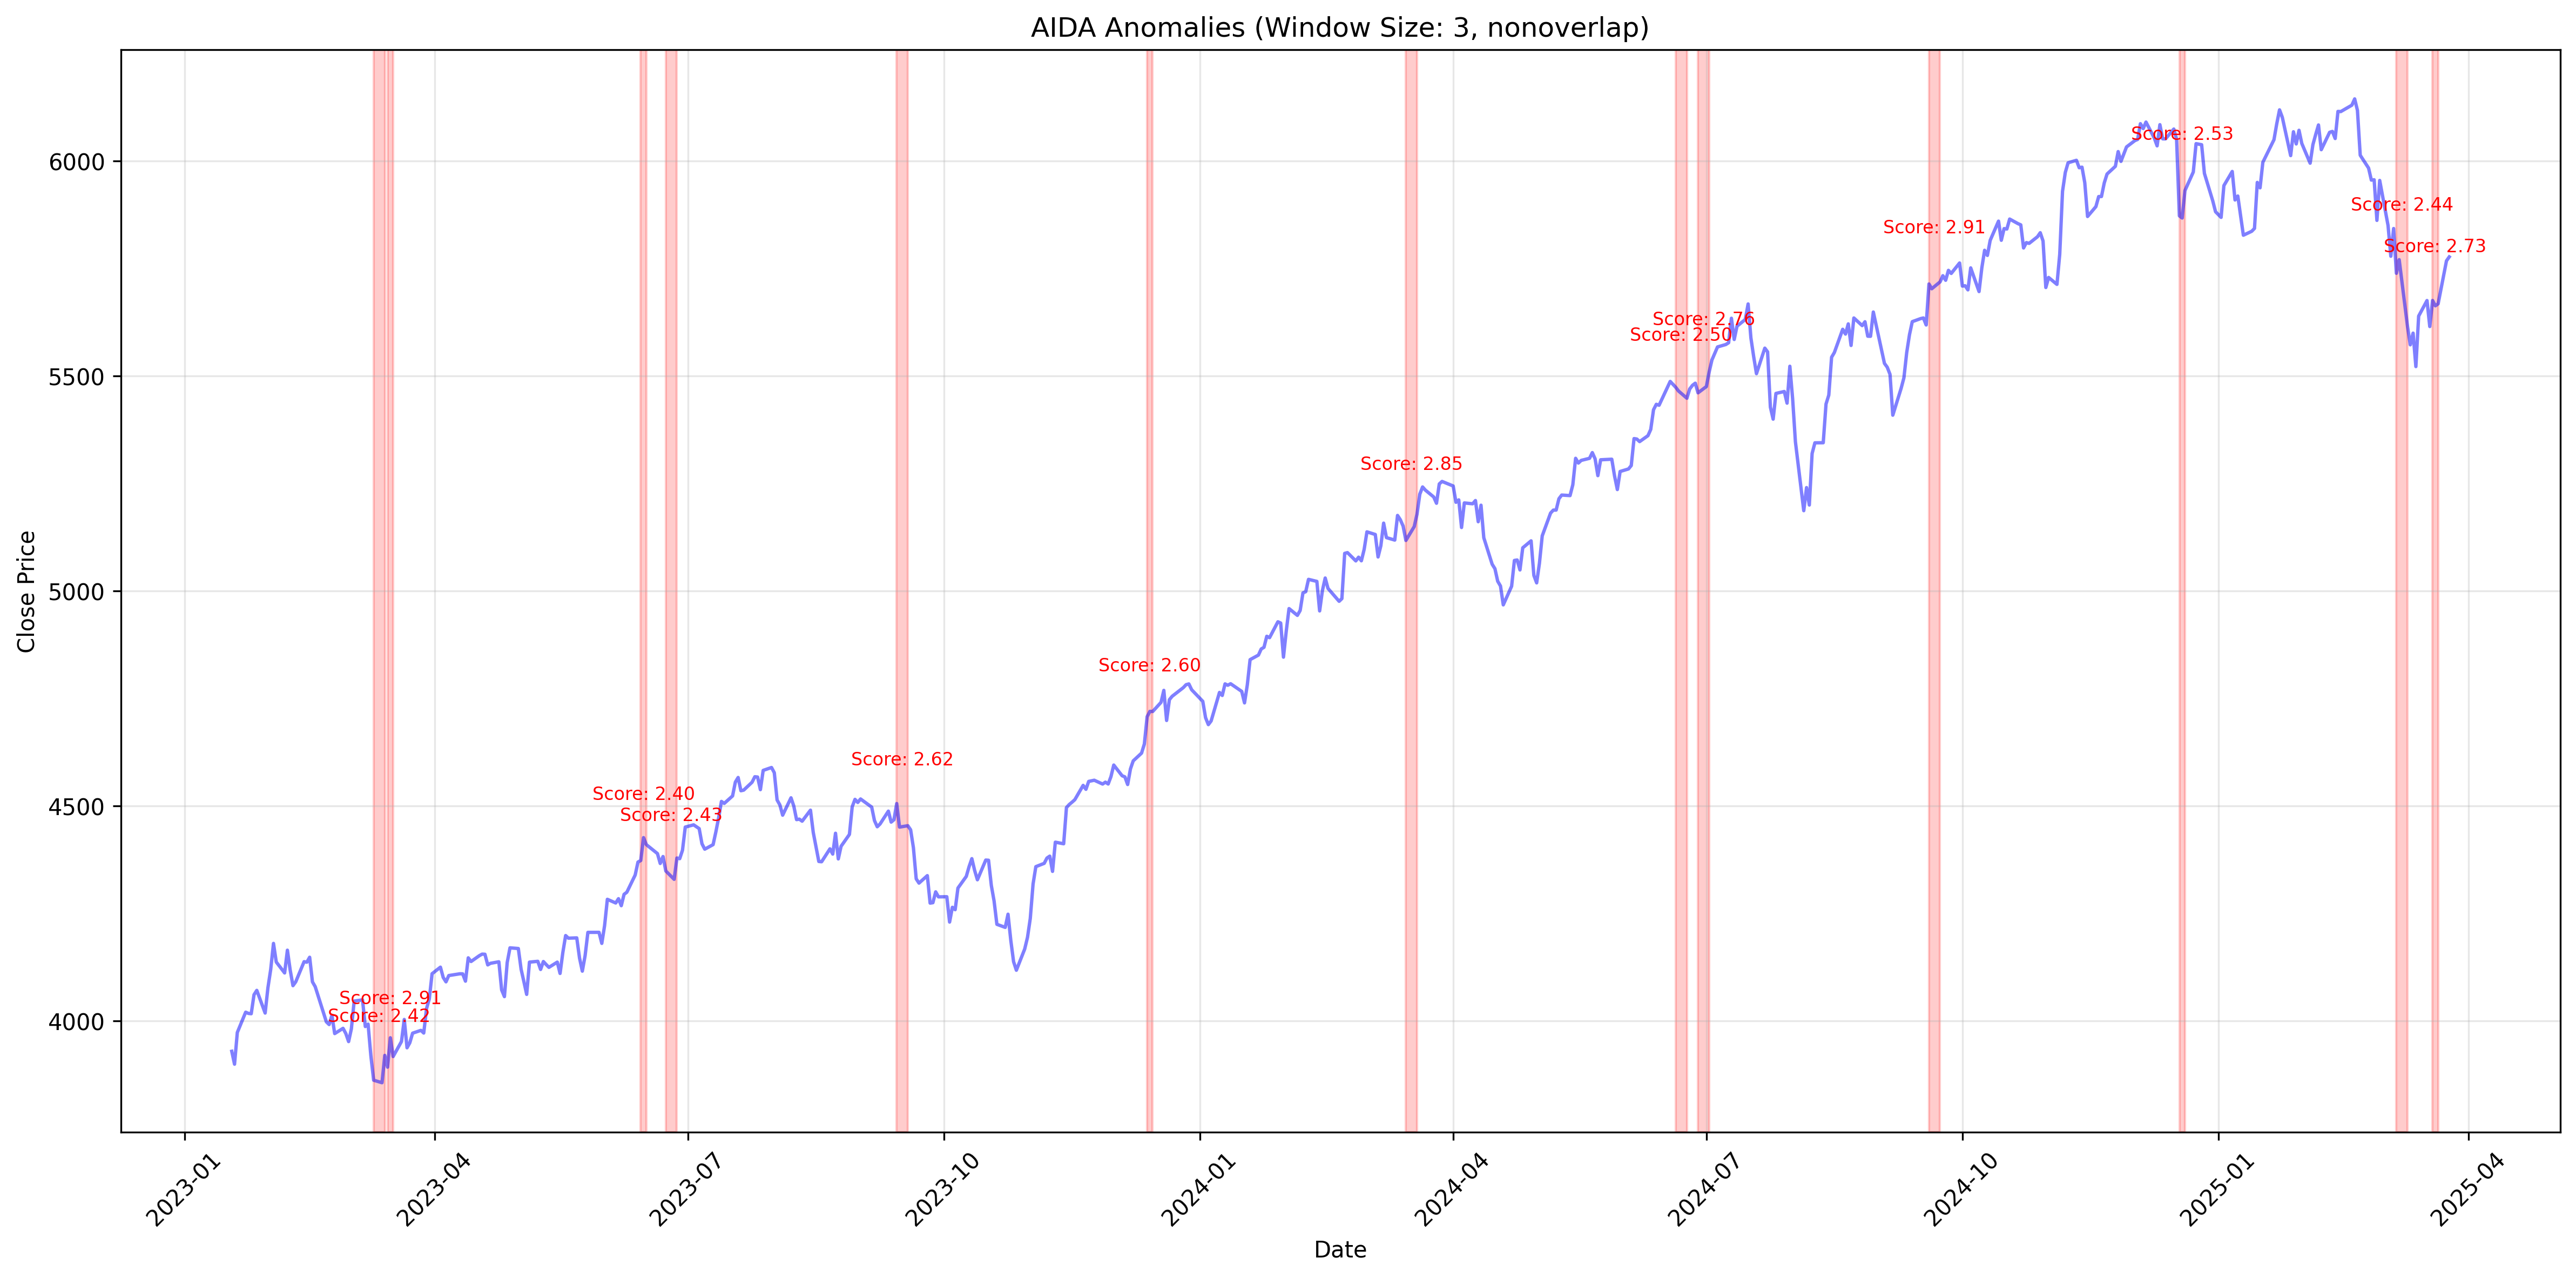 AIDA Anomalies (Window Size: 3, nonoverlap)
Close Price
6000
5500
5000
4500
4000
Score: 2.91
Score: 2.42
Score: 2.40
Score: 2.43
Score: 2.62
Score: 2.60
Score: 2.85
Score: 2.76
Score: 2.50
Score: 2.91
Score: 2.53
Score: 2.44
Score: 2.73
2023-01
2023-04
2023-07
2023-10
2024-01
2024-04
2024-07
2024-10
2025-01
2025-04
Date